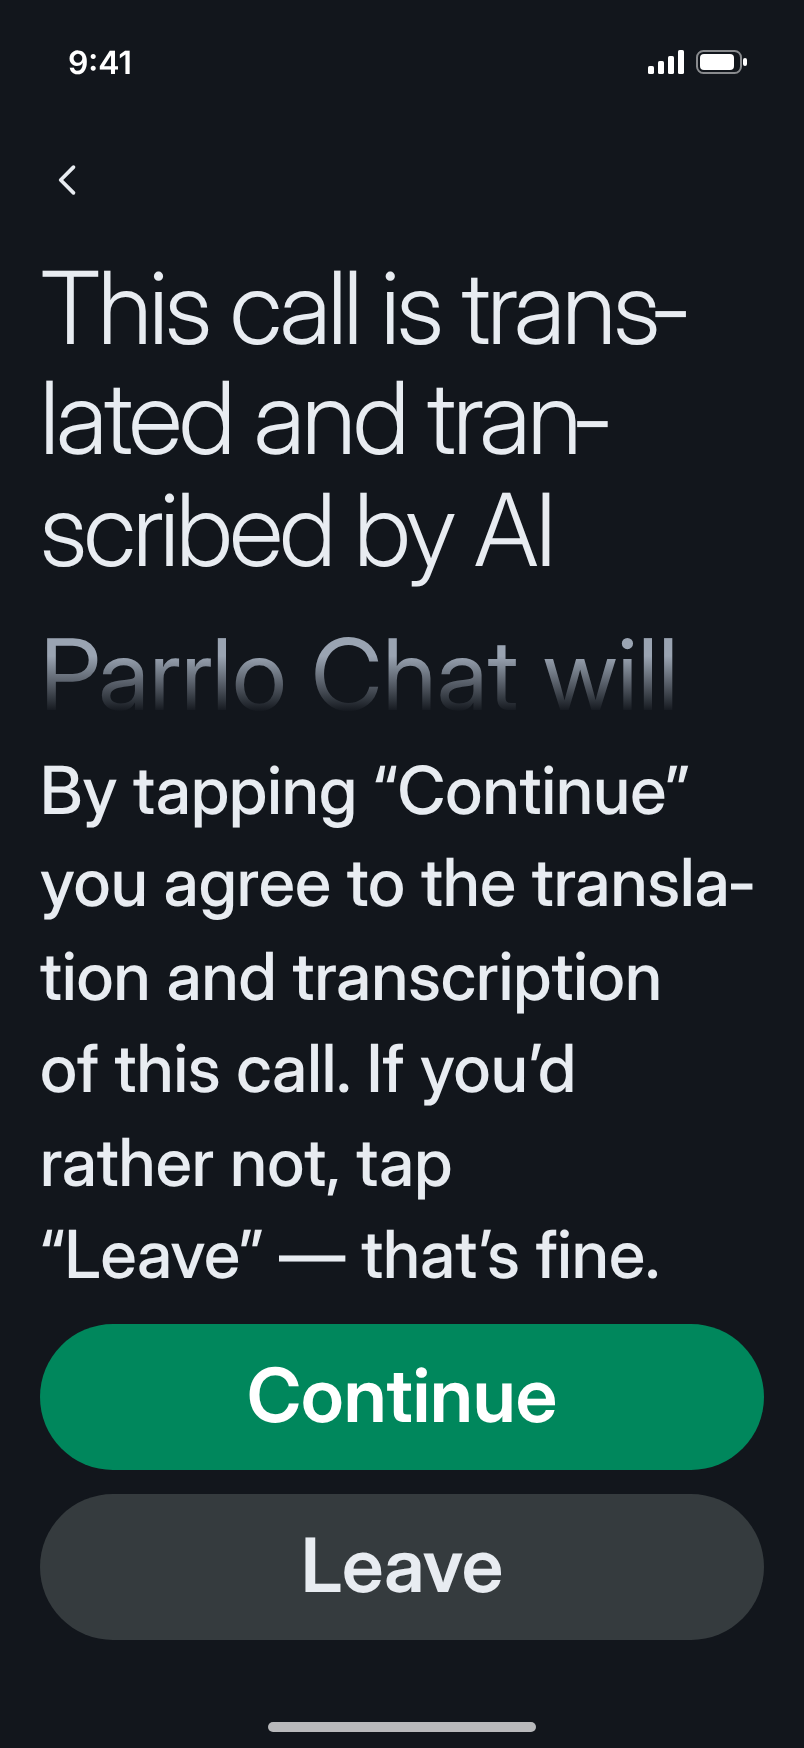 9:41
This call is trans-
lated and tran-
scribed by AI
Parrlo Chat will
By tapping “Continue”
you agree to the transla-
tion and transcription
of this call. If you’d
rather not, tap
“Leave” — that’s fine.
Continue
Leave